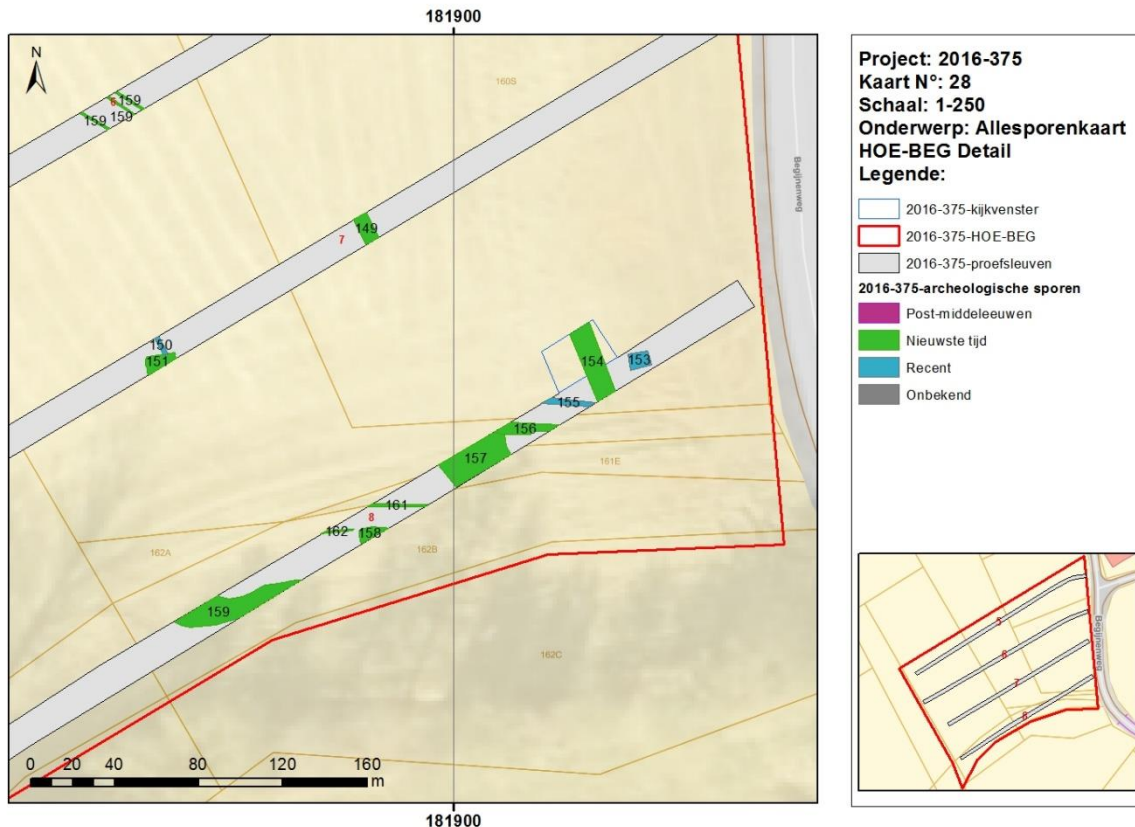 181900
N
160S
6
159
159
159
Begijnenweg
7
149
150
151
154
153
155
156
157
161E
161
8
162
158
162A
162B
159
162C
0 20 40 80 120 160
m
181900
Project: 2016-375
Kaart N°: 28
Schaal: 1-250
Onderwerp: Allesporenkaart
HOE-BEG Detail
Legende:
2016-375-kijkvenster
2016-375-HOE-BEG
2016-375-proefsleuven
2016-375-archeologische sporen
Post-middeleeuwen
Nieuwste tijd
Recent
Onbekend
5
6
7
8
Begijnenweg